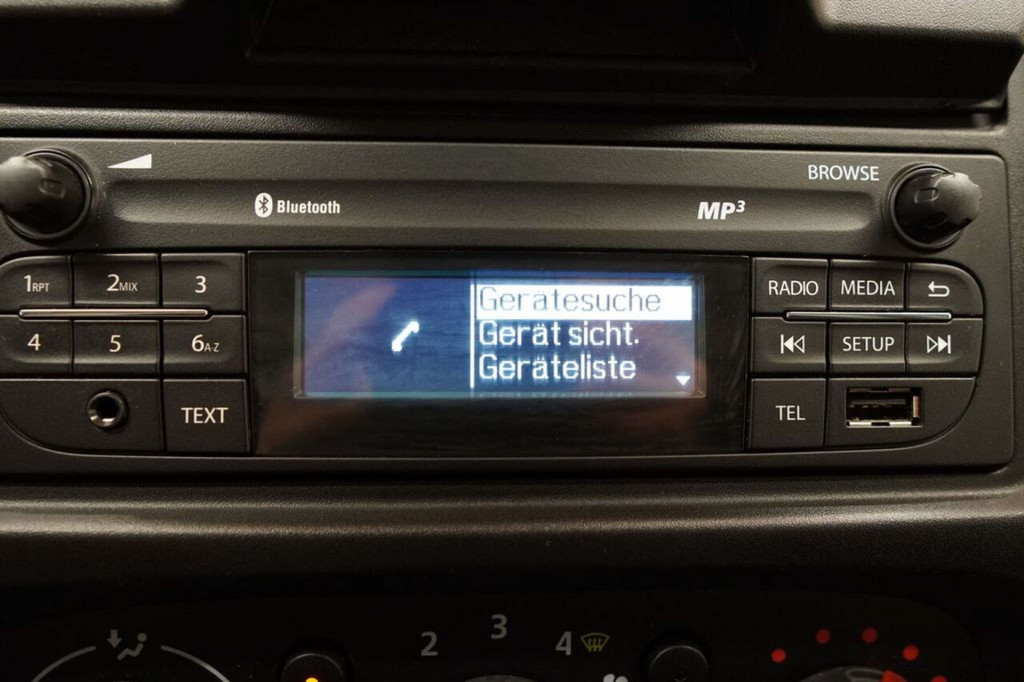 BROWSE
Bluetooth
MP3
1RPT 2MIX 3
4 5 6A-Z
TEXT
Gerätesuche
Gerät sicht.
Geräteliste
RADIO MEDIA
SETUP
TEL
2 3 4